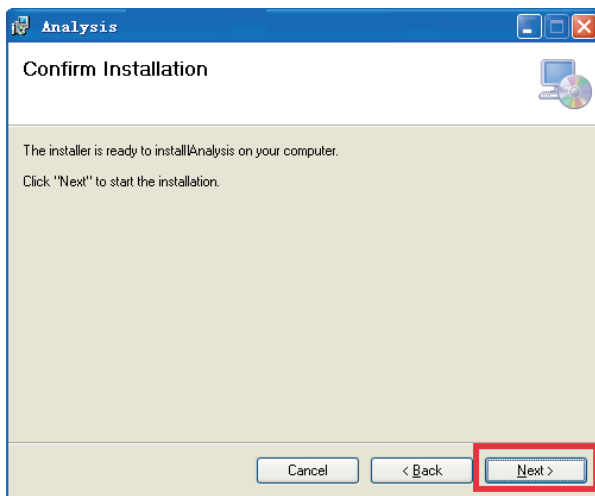 Analysis
Confirm Installation
The installer is ready to installlAnalysis on your computer.
Click "Next" to start the installation.
Cancel
< Back
Next >